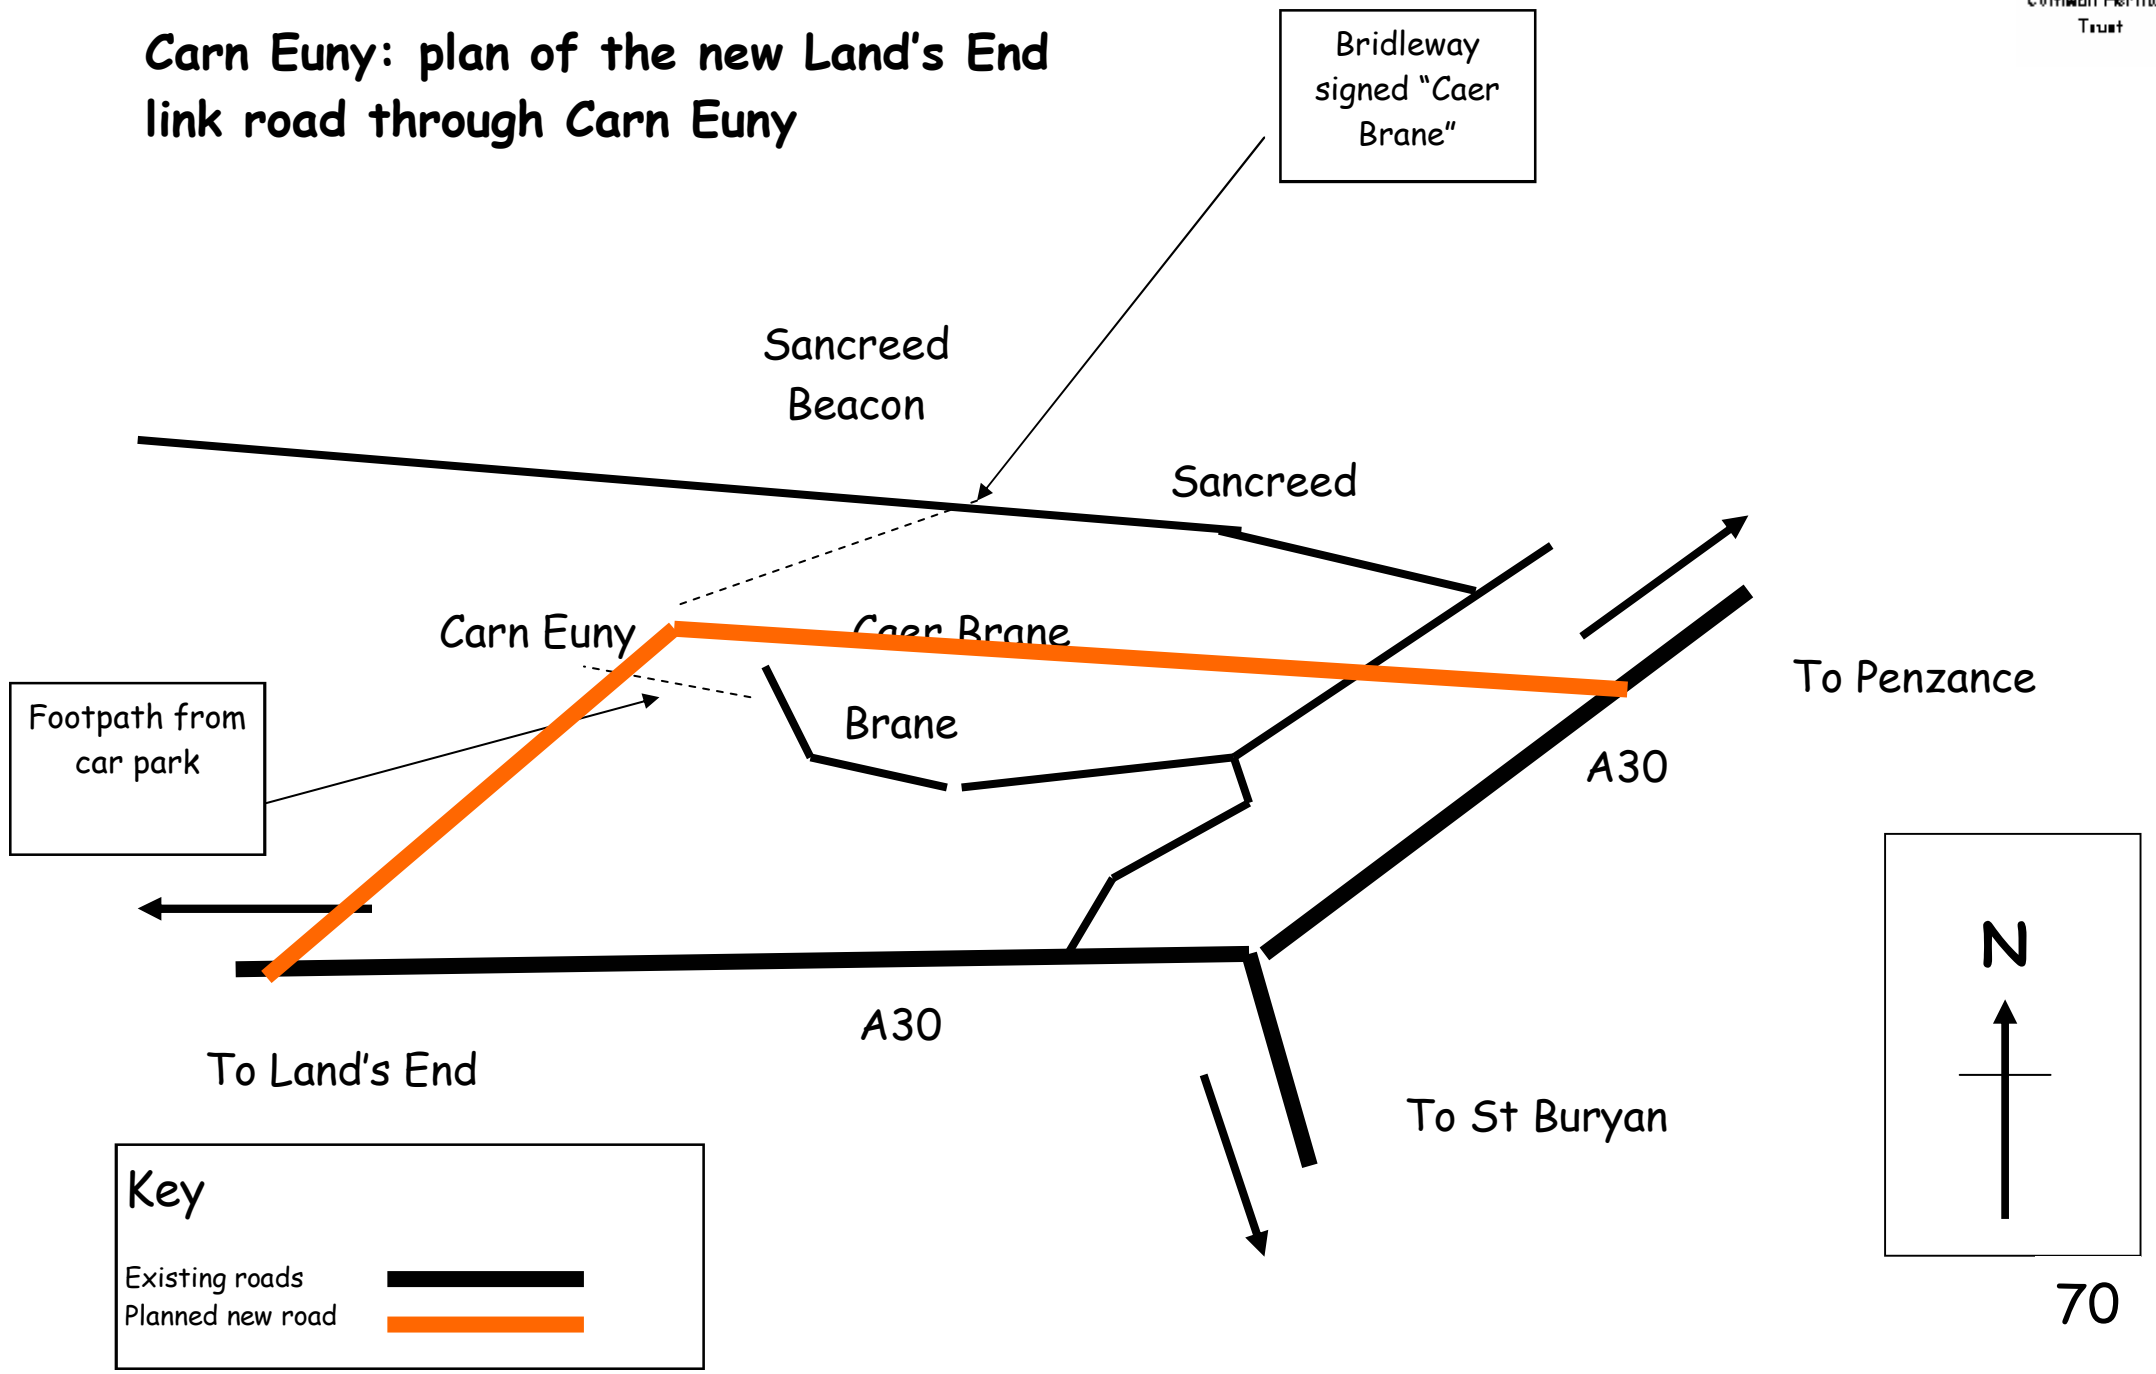 Carn Euny: plan of the new Land's End
link road through Carn Euny
Bridleway
signed “Caer
Brane”
Trust
Sancreed
Beacon
Sancreed
Carn Euny
Caer Brane
To Penzance
Footpath from
car park
Brane
A30
N
A30
To Land's End
To St Buryan
Key
Existing roads
Planned new road
70